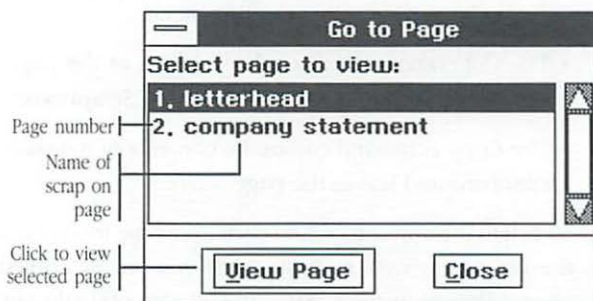 Go to Page
Select page to view:
1. letterhead
2. company statement
Page number
Name of
scrap on
page
Click to view
selected page
View Page
Close